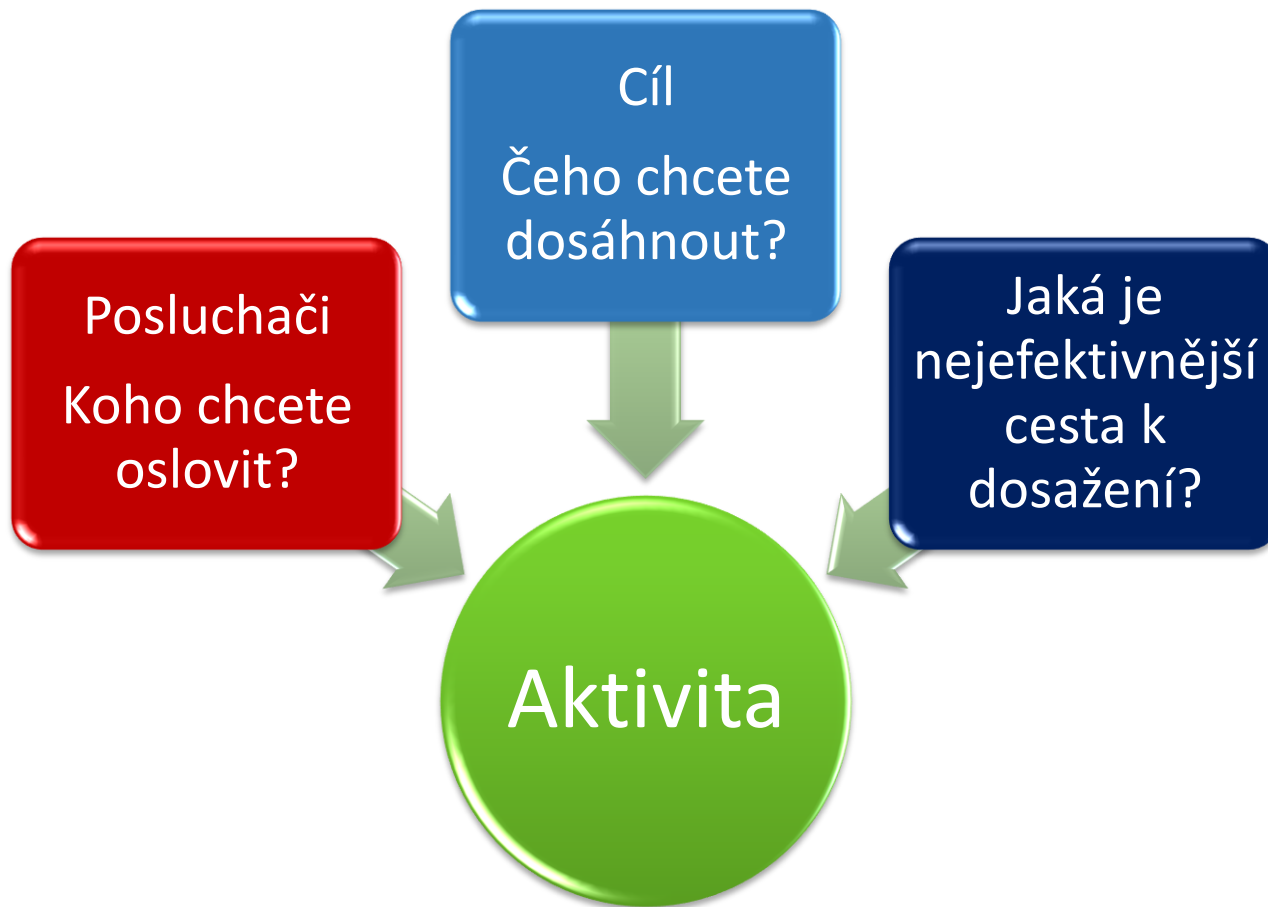 Cíl
Čeho chcete
dosáhnout?
Posluchači
Koho chcete
oslovit?
Jaká je
nejefektivnější
cesta k
dosažení?
Aktivita